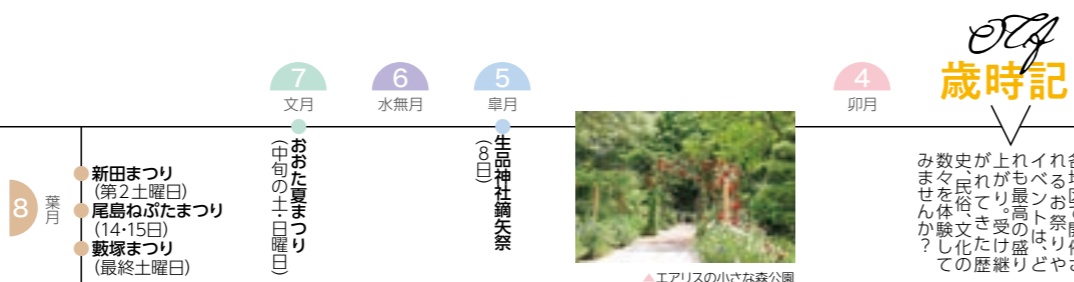 歳時記
れるお祭りや
イベントは、ど
れも最高の盛り
上がり。受け継
がれてきた歴
史、民俗、文化の
数々を体験して
みませんか？
4
卯月
▲エアリスの小さな森公園
5
皐月
生品神社鏑矢祭
（8日）
6
水無月
7
文月
おおた夏まつり
（中旬の土・日曜日）
8
葉月
新田まつり
（第2土曜日）
尾島ねぷたまつり
（14・15日）
藪塚まつり
（最終土曜日）